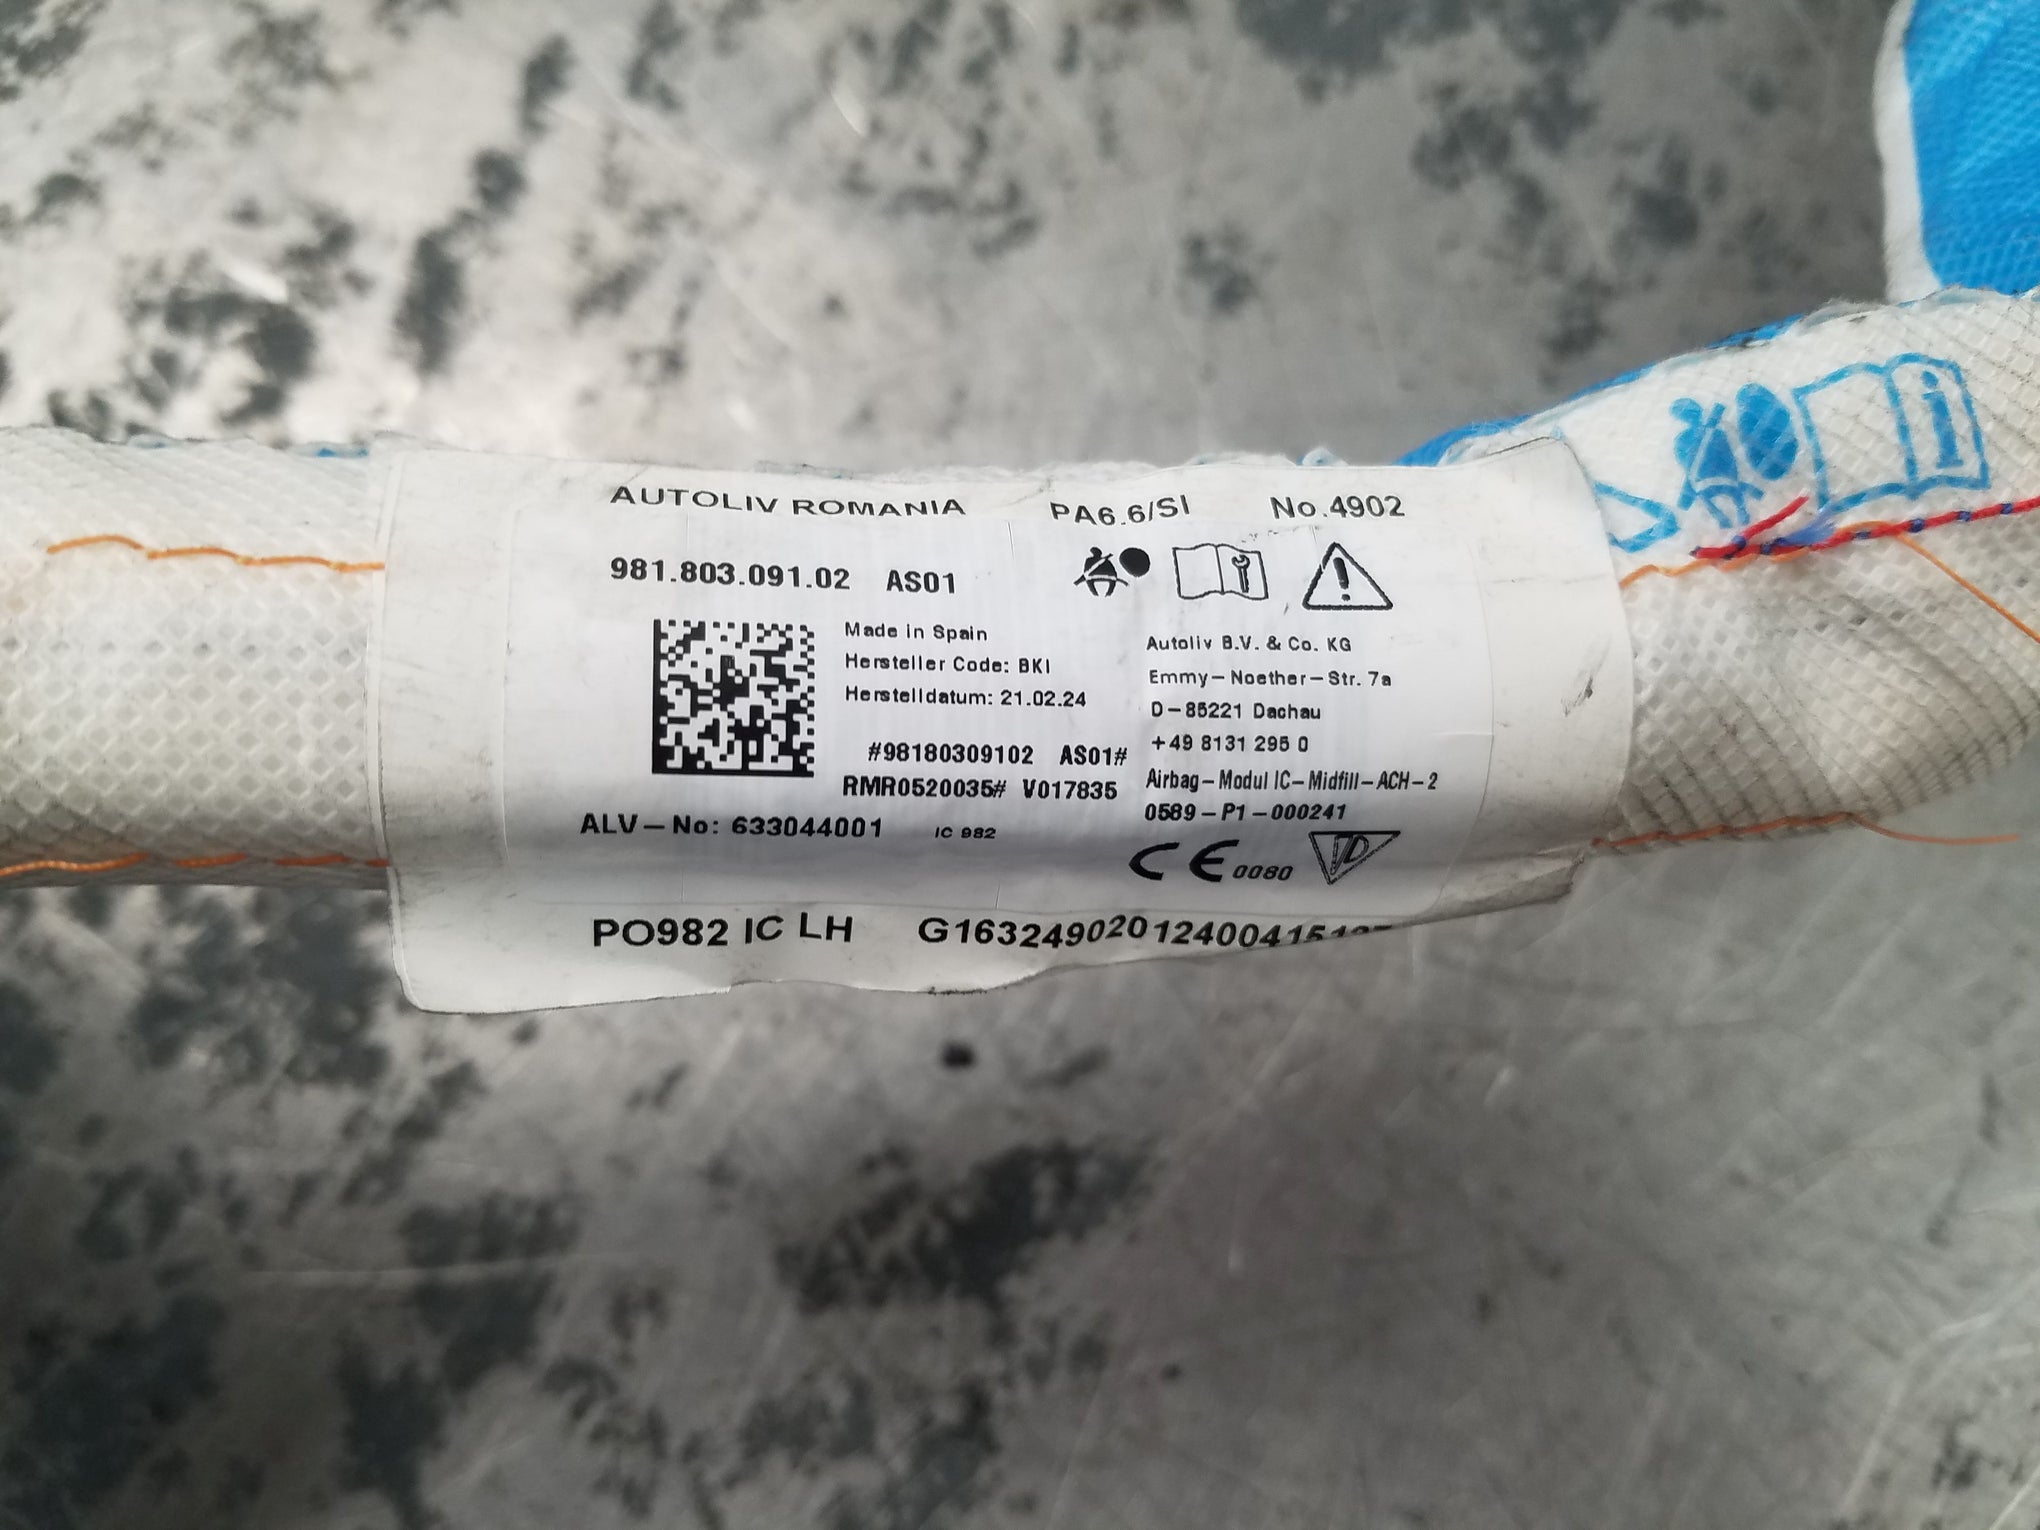 AUTOLIV ROMANIA PA6.6/SI No.4902
981.803.091.02 AS01
Made in Spain
Hersteller Code: BKI
Herstelldatum: 21.02.24
#98180309102 AS01#
RMR0520035# V017835
ALV-No: 633044001 IC 982
Autoliv B.V. & Co. KG
Emmy-Noether-Str. 7a
D-85221 Dachau
+49 8131 295 0
Airbag-Modul IC-Midfill-ACH-2
0589-P1-000241
CE 0080
PO982 IC LH
i